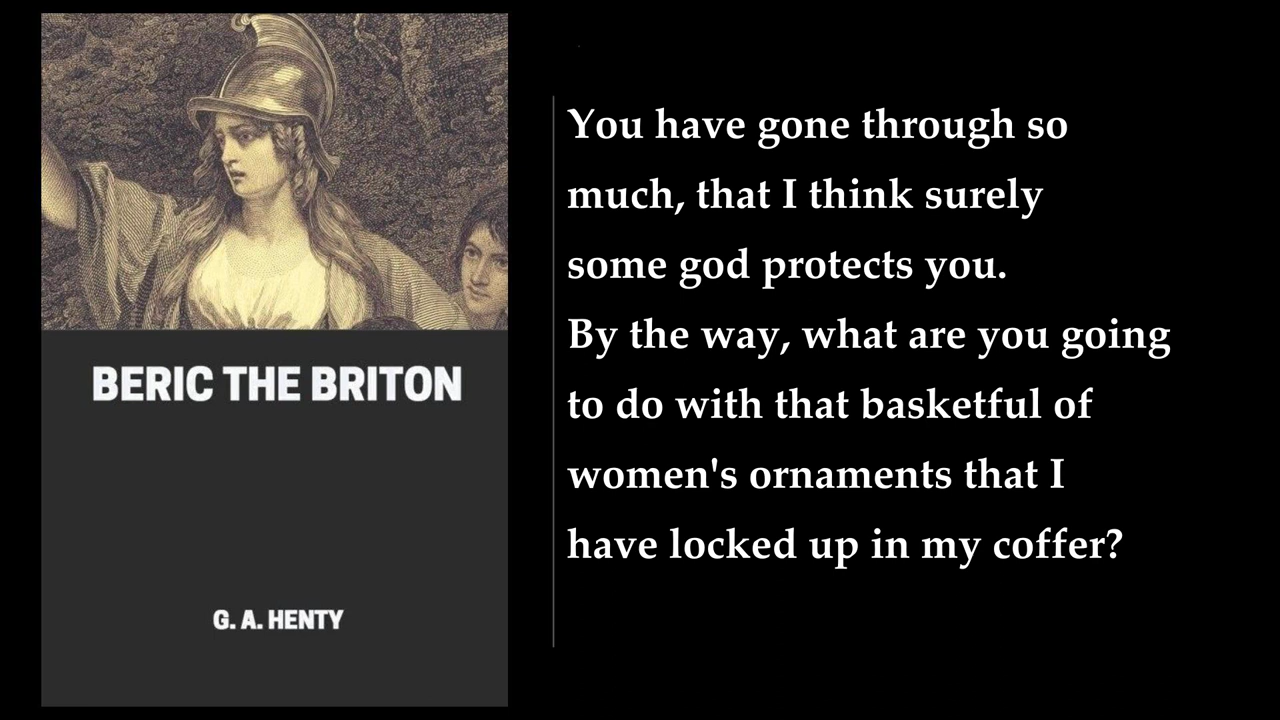 BERIC THE BRITON
G. A. HENTY
You have gone through so
much, that I think surely
some god protects you.
By the way, what are you going
to do with that basketful of
women's ornaments that I
have locked up in my coffer?